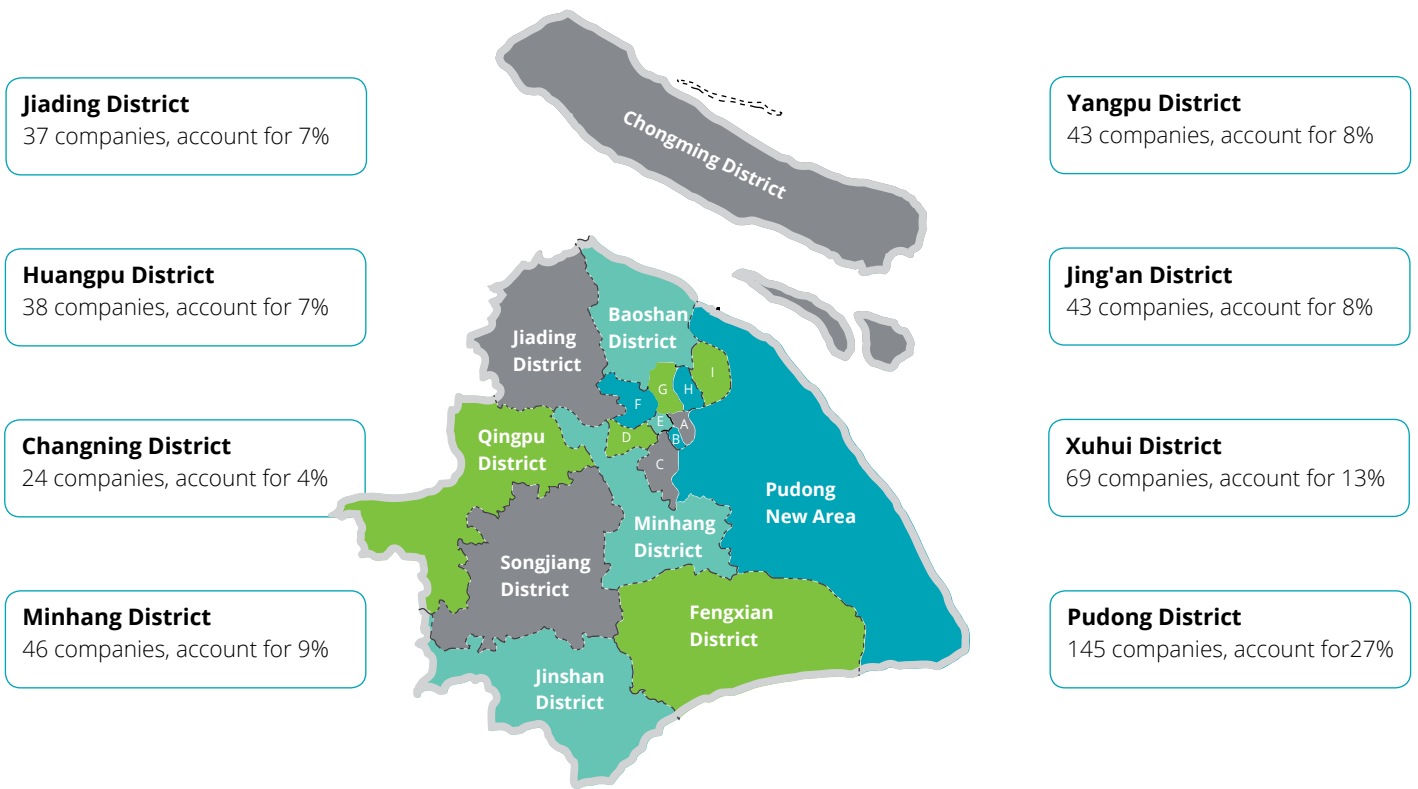 Jiading District
37 companies, account for 7%
Huangpu District
38 companies, account for 7%
Changning District
24 companies, account for 4%
Minhang District
46 companies, account for 9%
Chongming District
Baoshan
District
Jiading
District
I
G
H
F
E
A
Qingpu
District
D
B
C
Pudong
New Area
Minhang
District
Songjiang
District
Fengxian
District
Jinshan
District
Yangpu District
43 companies, account for 8%
Jing'an District
43 companies, account for 8%
Xuhui District
69 companies, account for 13%
Pudong District
145 companies, account for27%